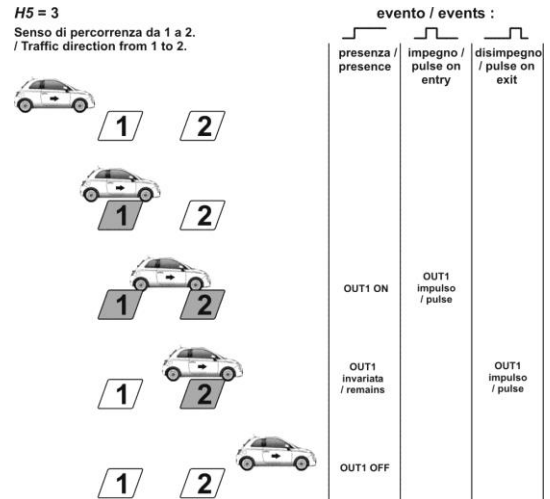 H5 = 3
Senso di percorrenza da 1 a 2.
/ Traffic direction from 1 to 2.
evento / events :
presenza /
presence
impegno /
pulse on
entry
disimpegno
/ pulse on
exit
1 2
1 2
1 2
OUT1 ON
OUT1
impulso
/ pulse
1 2
OUT1
invariata
/ remains
OUT1
impulso
/ pulse
1 2
OUT1 OFF